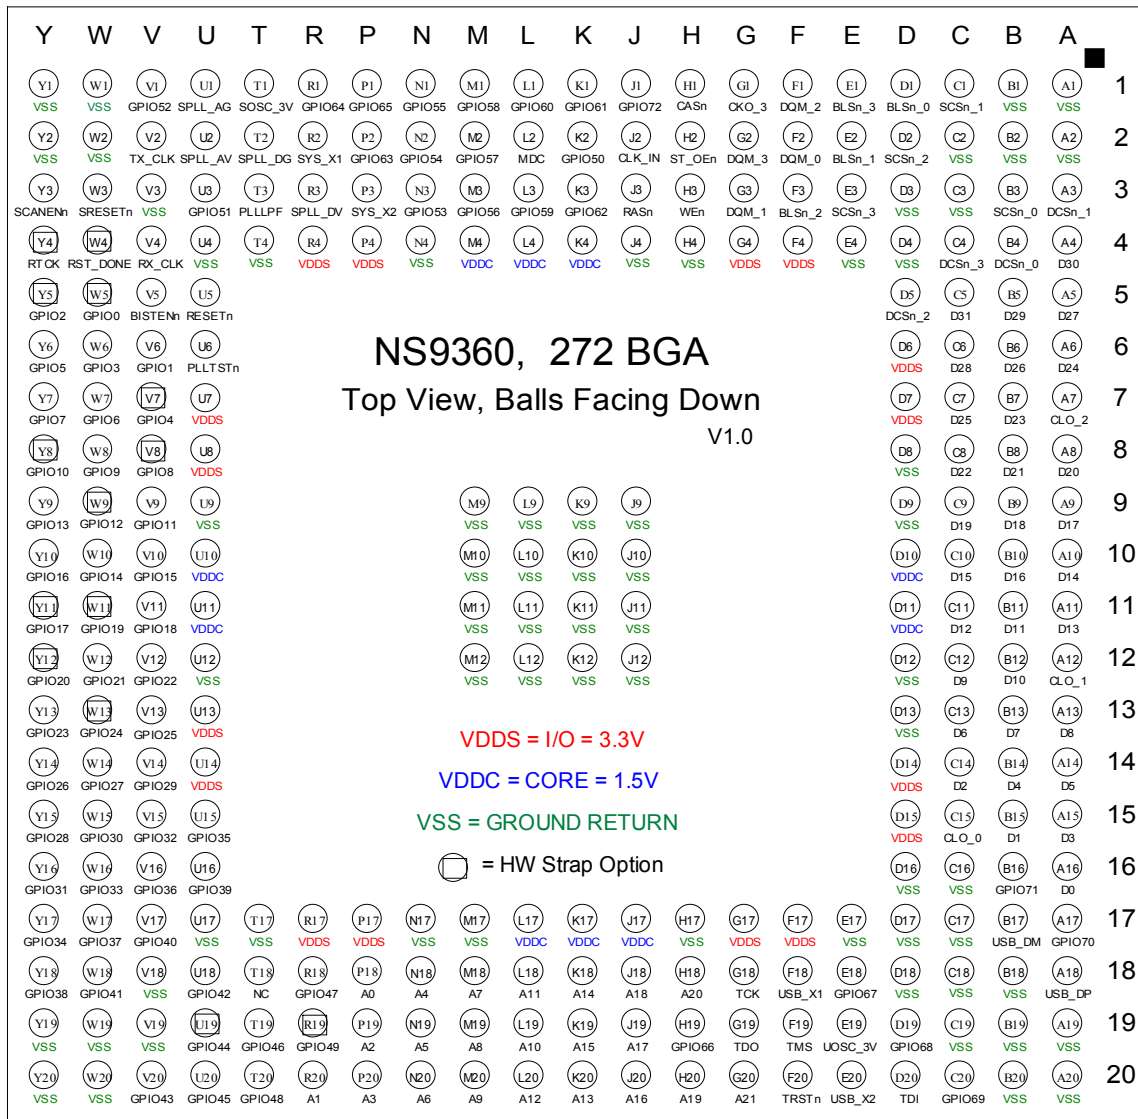 Y W V U T R P N M L K J H G F E D C B A
Y1 W1 V1 U1 T1 R1 P1 N1 M1 L1 K1 J1 H1 G1 F1 E1 D1 C1 B1 A1 1
VSS VSS GPIO52 SPLL_AG SOSC_3V GPIO64 GPIO65 GPIO55 GPIO58 GPIO60 GPIO61 GPIO72 CASn CKO_3 DQM_2 BLSn_3 BLSn_0 SCSn_1 VSS VSS
Y2 W2 V2 U2 T2 R2 P2 N2 M2 L2 K2 J2 H2 G2 F2 E2 D2 C2 B2 A2 2
VSS VSS TX_CLK SPLL_AV SPLL_DG SYS_X1 GPIO63 GPIO54 GPIO57 MDC GPIO50 CLK_IN ST_OEn DQM_3 DQM_0 BLSn_1 SCSn_2 VSS VSS VSS
Y3 W3 V3 U3 T3 R3 P3 N3 M3 L3 K3 J3 H3 G3 F3 E3 D3 C3 B3 A3 3
SCANENn SRESETn VSS GPIO51 PLLLPF SPLL_DV SYS_X2 GPIO53 GPIO56 GPIO59 GPIO62 RASn WEn DQM_1 BLSn_2 SCSn_3 VSS VSS SCSn_0 DCSn_1
Y4 W4 V4 U4 T4 R4 P4 N4 M4 L4 K4 J4 H4 G4 F4 E4 D4 C4 B4 A4 4
RTCK RST_DONE RX_CLK VSS VSS VDDS VDDS VSS VDDC VDDC VDDC VSS VSS VDDS VDDS VSS VSS DCSn_3 DCSn_0 D30
Y5 W5 V5 U5 D5 C5 B5 A5 5
GPIO2 GPIO0 BISTENn RESETn DCSn_2 D31 D29 D27
Y6 W6 V6 U6 NS9360, 272 BGA D6 C6 B6 A6 6
GPIO5 GPIO3 GPIO1 PLLTSTn VDDS D28 D26 D24
Y7 W7 V7 U7 Top View, Balls Facing Down D7 C7 B7 A7 7
GPIO7 GPIO6 GPIO4 VDDS VDDS D25 D23 CLO_2
V1.0
Y8 W8 V8 U8 D8 C8 B8 A8 8
GPIO10 GPIO9 GPIO8 VDDS VSS D22 D21 D20
Y9 W9 V9 U9 M9 L9 K9 J9 D9 C9 B9 A9 9
GPIO13 GPIO12 GPIO11 VSS VSS VSS VSS VSS VSS D19 D18 D17
Y10 W10 V10 U10 M10 L10 K10 J10 D10 C10 B10 A10 10
GPIO16 GPIO14 GPIO15 VDDC VSS VSS VSS VSS VDDC D15 D16 D14
Y11 W11 V11 U11 M11 L11 K11 J11 D11 C11 B11 A11 11
GPIO17 GPIO19 GPIO18 VDDC VSS VSS VSS VSS VDDC D12 D11 D13
Y12 W12 V12 U12 M12 L12 K12 J12 D12 C12 B12 A12 12
GPIO20 GPIO21 GPIO22 VSS VSS VSS VSS VSS VSS D9 D10 CLO_1
Y13 W13 V13 U13 D13 C13 B13 A13 13
GPIO23 GPIO24 GPIO25 VDDS VSS D6 D7 D8
VDDS = I/O = 3.3V
Y14 W14 V14 U14 D14 C14 B14 A14 14
GPIO26 GPIO27 GPIO29 VDDS VDDS D2 D4 D5
VDDC = CORE = 1.5V
Y15 W15 V15 U15 D15 C15 B15 A15 15
GPIO28 GPIO30 GPIO32 GPIO35 VDDS CLO_0 D1 D3
VSS = GROUND RETURN
Y16 W16 V16 U16 = HW Strap Option D16 C16 B16 A16 16
GPIO31 GPIO33 GPIO36 GPIO39 VSS VSS GPIO71 D0
Y17 W17 V17 U17 T17 R17 P17 N17 M17 L17 K17 J17 H17 G17 F17 E17 D17 C17 B17 A17 17
GPIO34 GPIO37 GPIO40 VSS VSS VDDS VDDS VSS VSS VDDC VDDC VDDC VSS VDDS VDDS VSS VSS VSS USB_DM GPIO70
Y18 W18 V18 U18 T18 R18 P18 N18 M18 L18 K18 J18 H18 G18 F18 E18 D18 C18 B18 A18 18
GPIO38 GPIO41 VSS GPIO42 NC GPIO47 A0 A4 A7 A11 A14 A18 A20 TCK USB_X1 GPIO67 VSS VSS VSS USB_DP
Y19 W19 V19 U19 T19 R19 P19 N19 M19 L19 K19 J19 H19 G19 F19 E19 D19 C19 B19 A19 19
VSS VSS VSS GPIO44 GPIO46 GPIO49 A2 A5 A8 A10 A15 A17 GPIO66 TDO TMS UOSC_3V GPIO68 VSS VSS VSS
Y20 W20 V20 U20 T20 R20 P20 N20 M20 L20 K20 J20 H20 G20 F20 E20 D20 C20 B20 A20 20
VSS VSS GPIO43 GPIO45 GPIO48 A1 A3 A6 A9 A12 A13 A16 A19 A21 TRSTn USB_X2 TDI GPIO69 VSS VSS